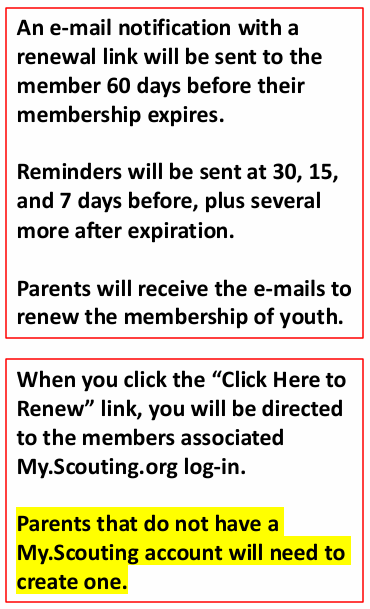 An e-mail notification with a
renewal link will be sent to the
member 60 days before their
membership expires.
Reminders will be sent at 30, 15,
and 7 days before, plus several
more after expiration.
Parents will receive the e-mails to
renew the membership of youth.
When you click the “Click Here to
Renew” link, you will be directed
to the members associated
My.Scouting.org log-in.
Parents that do not have a
My.Scouting account will need to
create one.